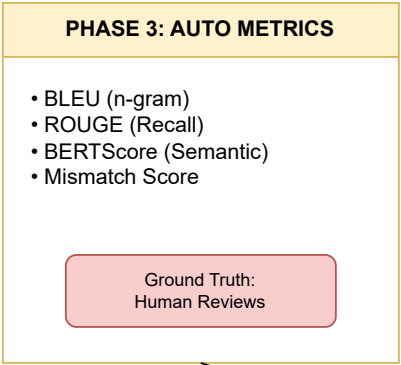 PHASE 3: AUTO METRICS
• BLEU (n-gram)
• ROUGE (Recall)
• BERTScore (Semantic)
• Mismatch Score
Ground Truth:
Human Reviews